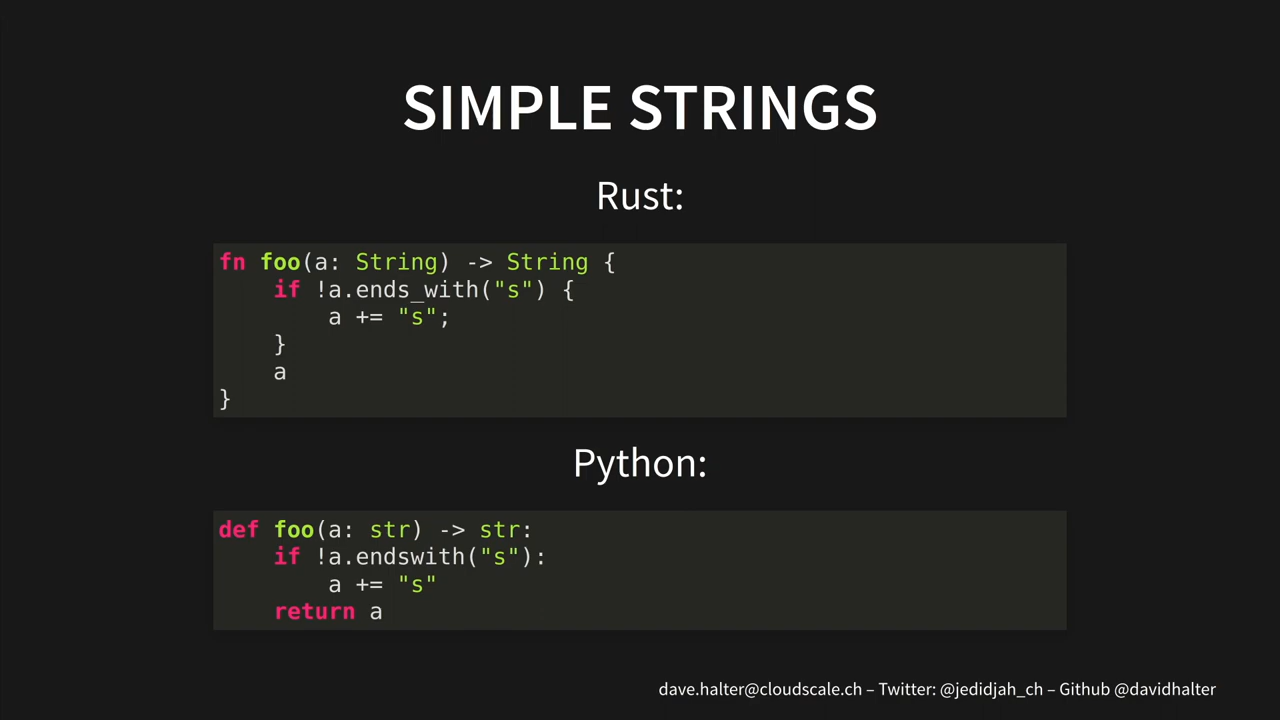 SIMPLE STRINGS
Rust:
fn foo(a: String) -> String {
    if !a.ends_with("s") {
        a += "s";
    }
    a
}
Python:
def foo(a: str) -> str:
    if !a.endswith("s"):
        a += "s"
    return a
dave.halter@cloudscale.ch – Twitter: @jedidjah_ch – Github @davidhalter